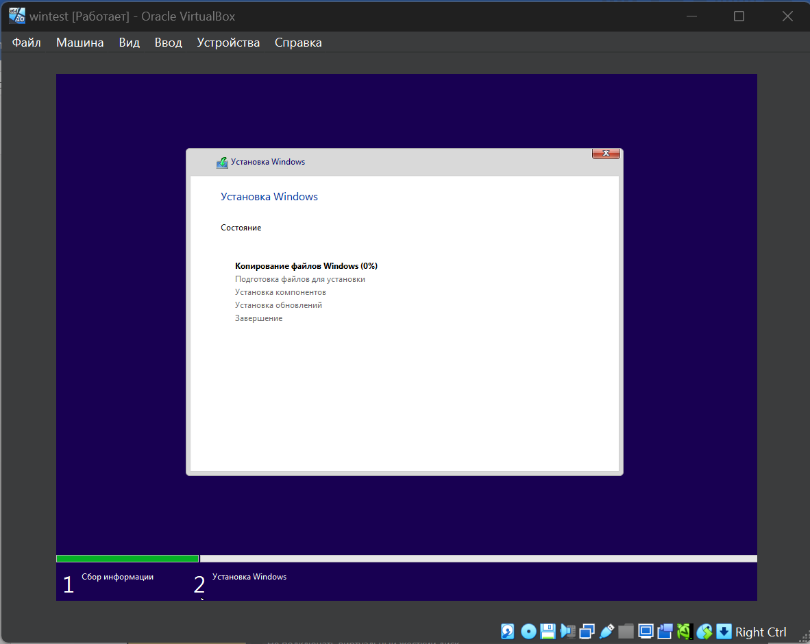 wintest [Работает] - Oracle VirtualBox
Файл Машина Вид Ввод Устройства Справка
Установка Windows
Установка Windows
Состояние
Копирование файлов Windows (0%)
Подготовка файлов для установки
Установка компонентов
Установка обновлений
Завершение
1 Сбор информации 2 Установка Windows
Right Ctrl